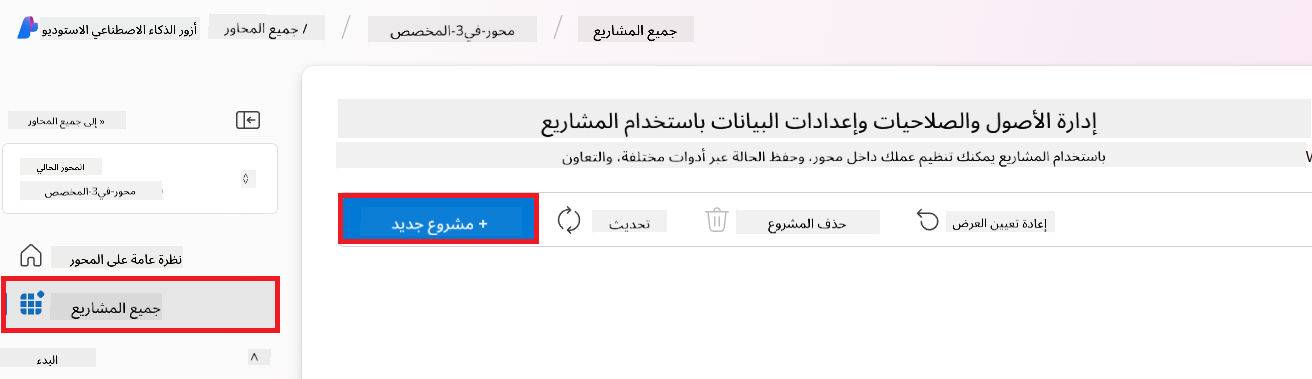 أزور الذكاء الاصطناعي الاستوديو
/ جميع المحاور
/ محور-في3-المخصص
/ جميع المشاريع
« إلى جميع المحاور
المحور الحالي
محور-في3-المخصص
نظرة عامة على المحور
جميع المشاريع
البدء
إدارة الأصول والصلاحيات وإعدادات البيانات باستخدام المشاريع
باستخدام المشاريع يمكنك تنظيم عملك داخل محور، وحفظ الحالة عبر أدوات مختلفة، والتعاون
+ مشروع جديد
تحديث
حذف المشروع
إعادة تعيين العرض